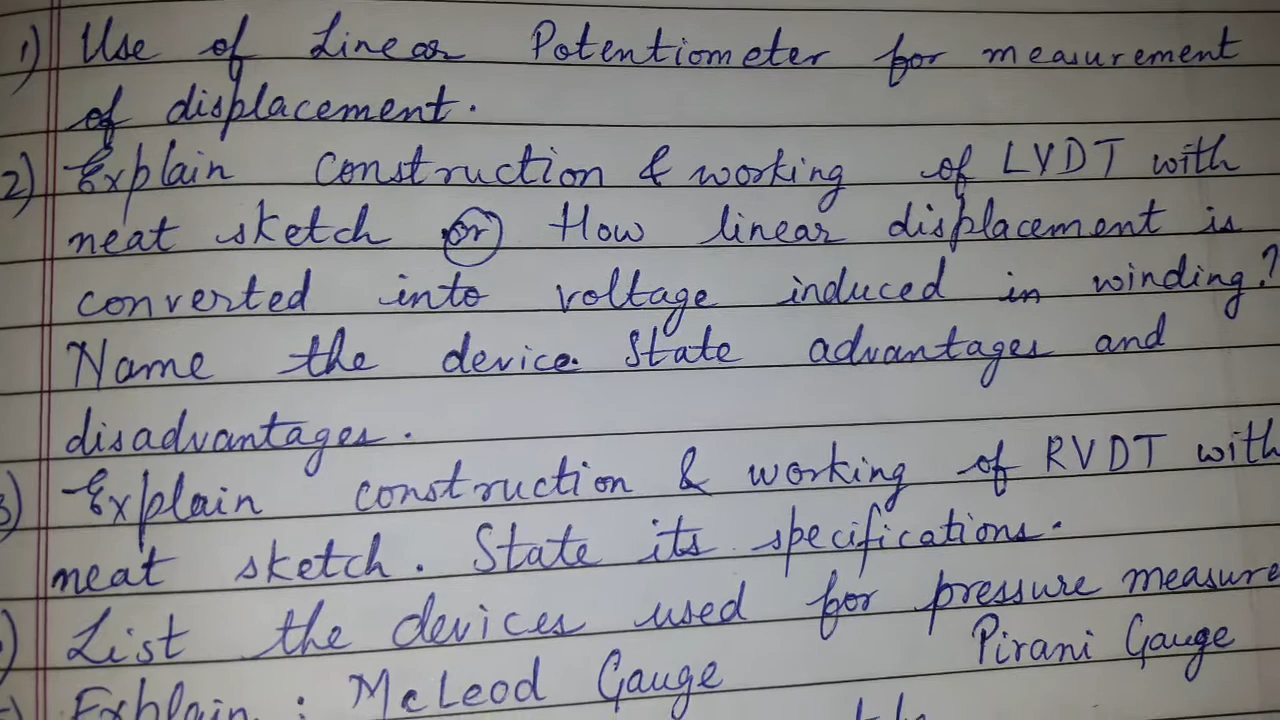 1) Use of Linear Potentiometer for measurement
of displacement.
2) Explain construction & working of LVDT with
neat sketch or How linear displacement is
converted into voltage induced in winding?
Name the device. State advantages and
disadvantages.
3) Explain construction & working of RVDT with
neat sketch. State its specifications.
List the devices used for pressure measure
Explain : McLeod Gauge Pirani Gauge